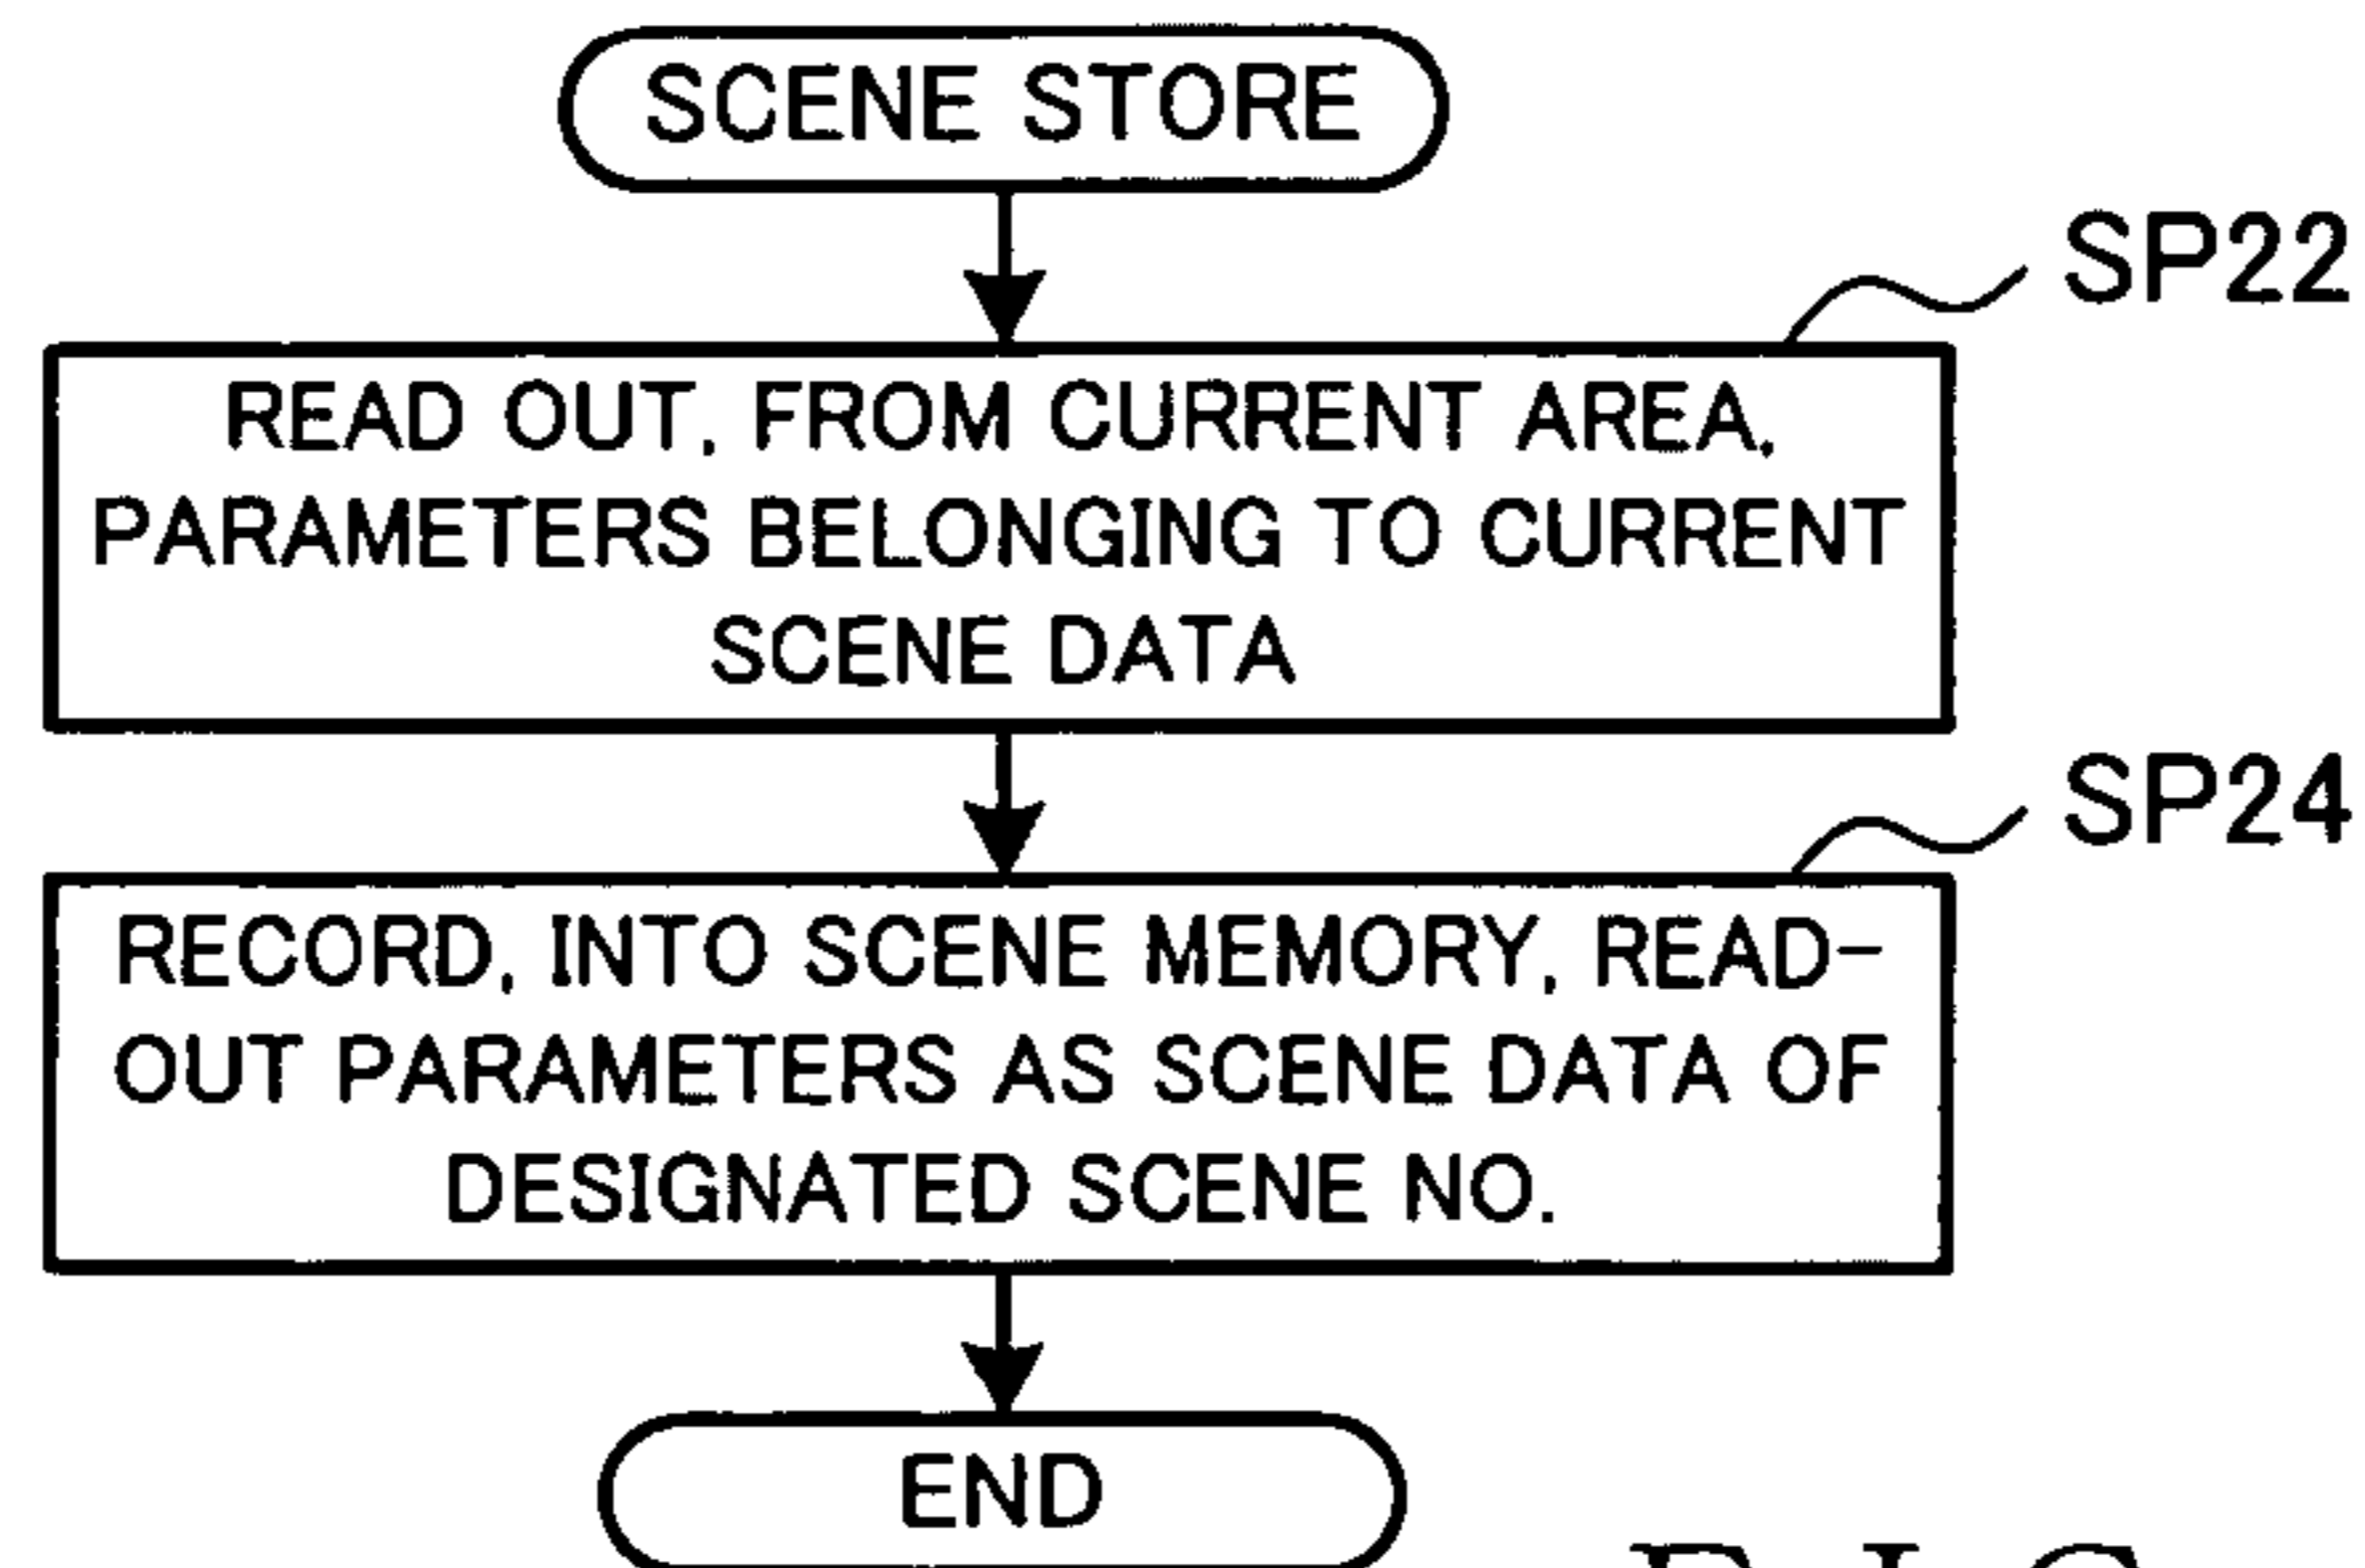 SCENE STORE
SP22
READ OUT, FROM CURRENT AREA,
PARAMETERS BELONGING TO CURRENT
SCENE DATA
SP24
RECORD, INTO SCENE MEMORY, READ-
OUT PARAMETERS AS SCENE DATA OF
DESIGNATED SCENE NO.
END